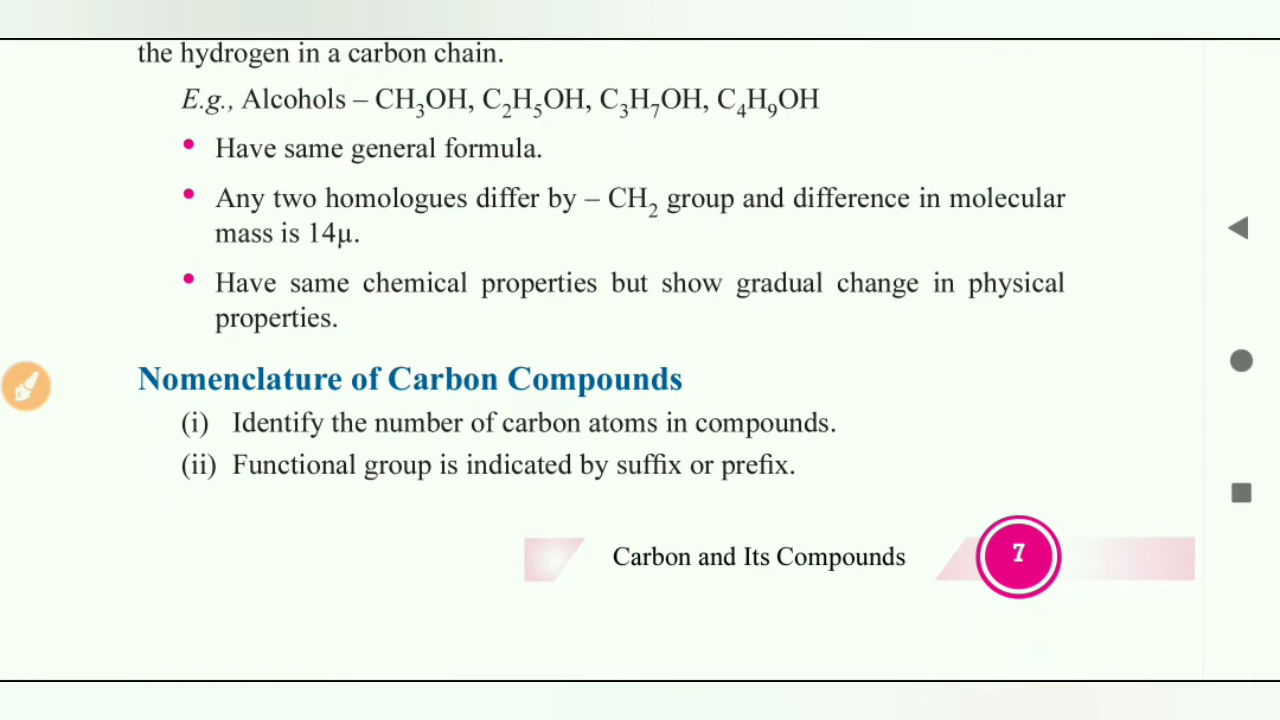 the hydrogen in a carbon chain.
E.g., Alcohols – CH₃OH, C₂H₅OH, C₃H₇OH, C₄H₉OH
• Have same general formula.
• Any two homologues differ by – CH₂ group and difference in molecular
mass is 14μ.
• Have same chemical properties but show gradual change in physical
properties.
Nomenclature of Carbon Compounds
(i) Identify the number of carbon atoms in compounds.
(ii) Functional group is indicated by suffix or prefix.
Carbon and Its Compounds 7